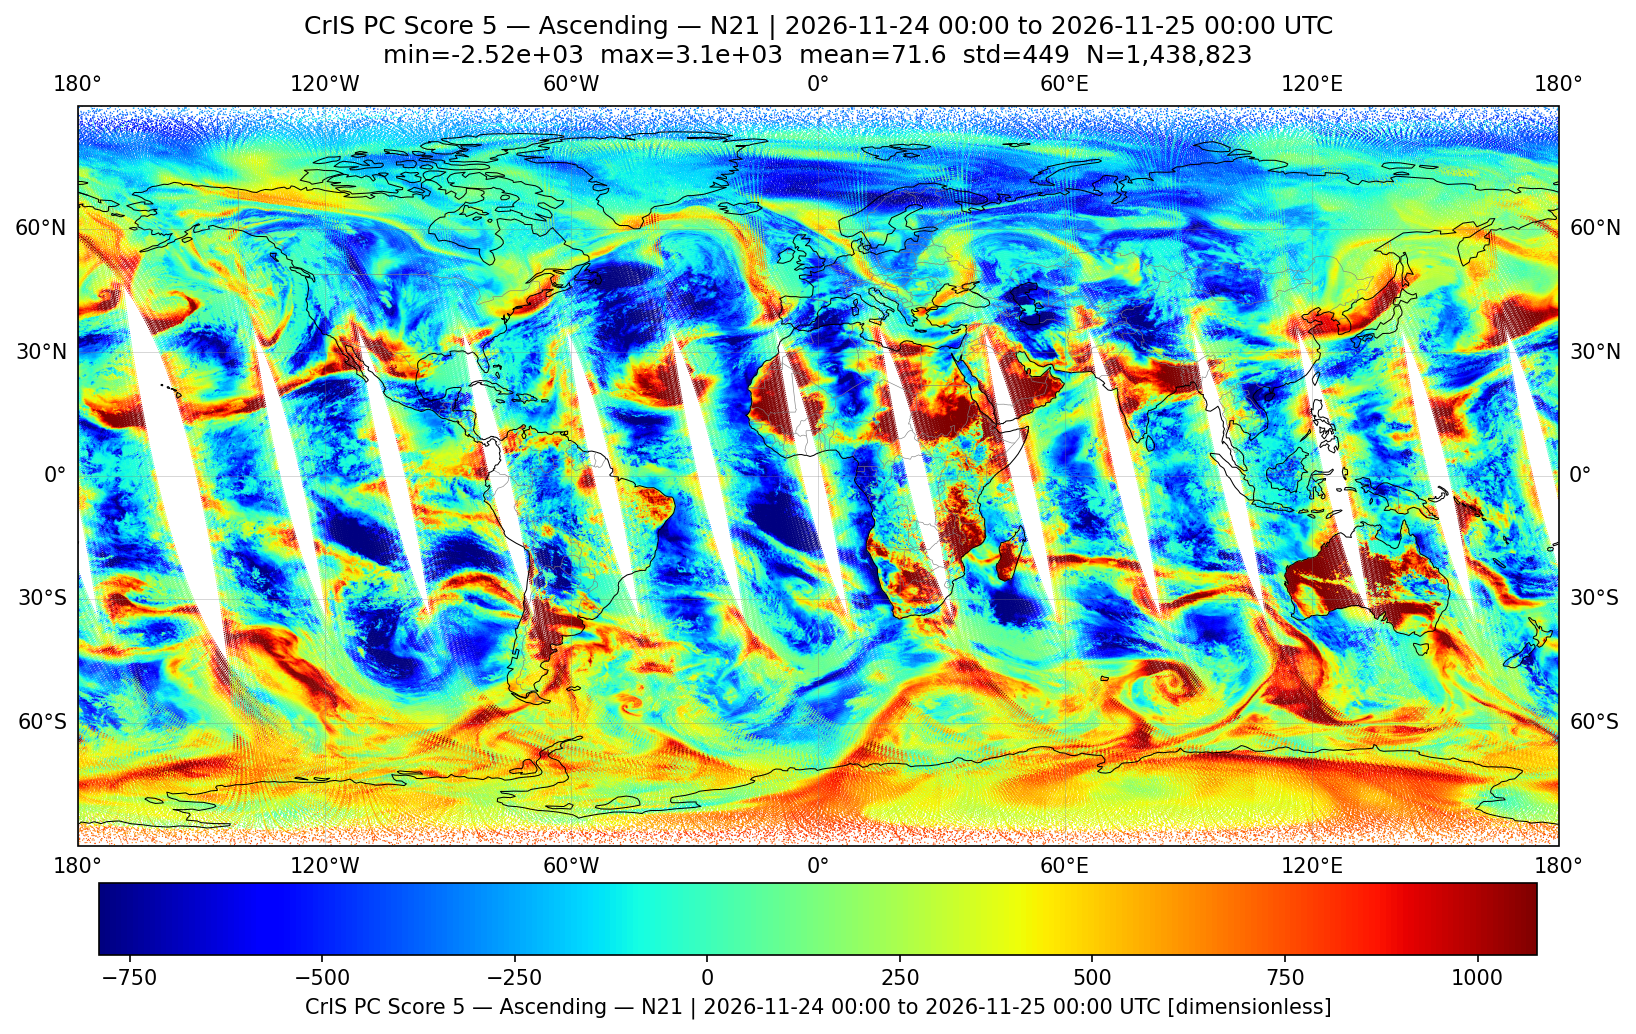 CrIS PC Score 5 — Ascending — N21 | 2026-11-24 00:00 to 2026-11-25 00:00 UTC
min=-2.52e+03  max=3.1e+03  mean=71.6  std=449  N=1,438,823
180° 120°W 60°W 0° 60°E 120°E 180°
60°N 60°N
30°N 30°N
0° 0°
30°S 30°S
60°S 60°S
180° 120°W 60°W 0° 60°E 120°E 180°
−750 −500 −250 0 250 500 750 1000
CrIS PC Score 5 — Ascending — N21 | 2026-11-24 00:00 to 2026-11-25 00:00 UTC [dimensionless]